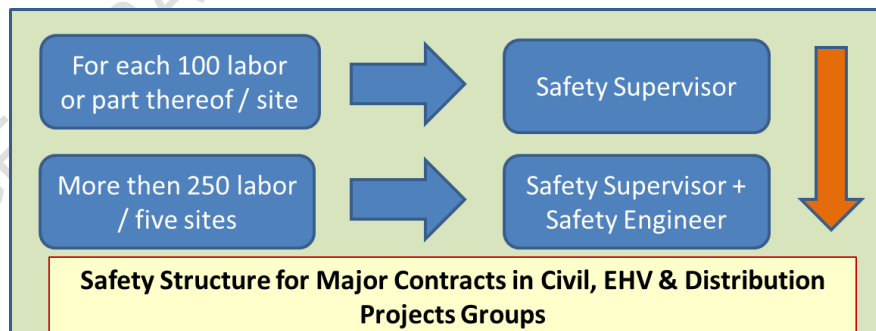 For each 100 labor
or part thereof / site
Safety Supervisor
More then 250 labor
/ five sites
Safety Supervisor +
Safety Engineer
Safety Structure for Major Contracts in Civil, EHV & Distribution
Projects Groups